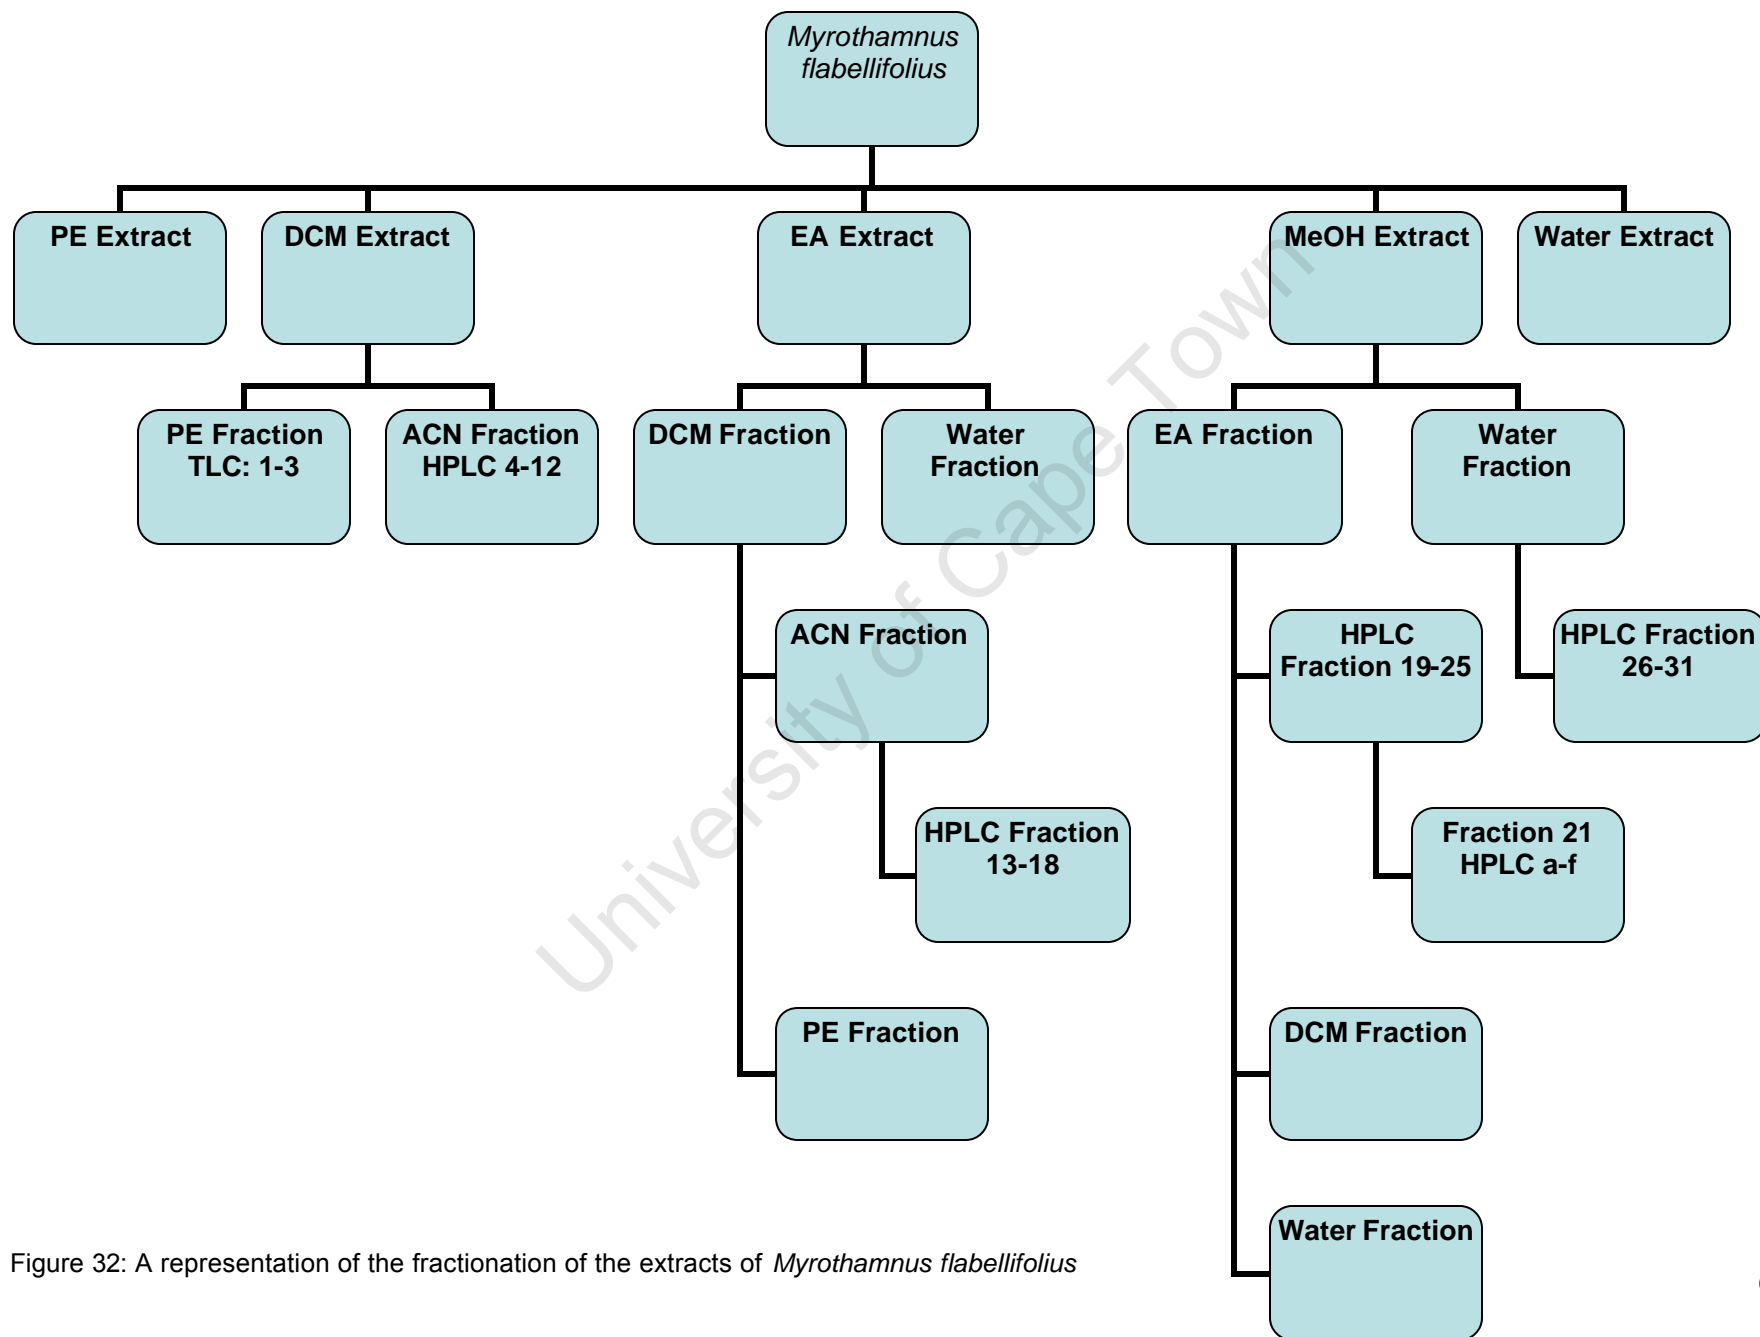 Myrothamnus
flabellifolius
PE Extract
DCM Extract
EA Extract
MeOH Extract
Water Extract
PE Fraction
TLC: 1-3
ACN Fraction
HPLC 4-12
DCM Fraction
Water
Fraction
EA Fraction
Water
Fraction
ACN Fraction
HPLC
Fraction 19-25
HPLC Fraction
26-31
HPLC Fraction
13-18
Fraction 21
HPLC a-f
PE Fraction
DCM Fraction
Water Fraction
University of Cape Town
Figure 32: A representation of the fractionation of the extracts of Myrothamnus flabellifolius